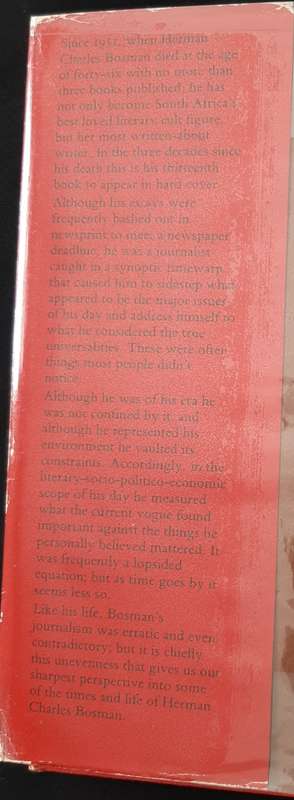 Since 1951, when Herman
Charles Bosman died at the age
of forty-six with no more than
three books published, he has
not only become South Africa's
best loved literary cult figure,
but her most written-about
writer. In the three decades since
his death this is his thirteenth
book to appear in hard cover.
Although his essays were
frequently bashed out in
newsprint to meet a newspaper
deadline, he was a journalist
caught in a synoptic timewarp
that caused him to sidestep what
appeared to be the major issues
of his day and address himself to
what he considered the true
universalities. These were often
things most people didn't
notice.
Although he was of his era he
was not confined by it, and
although he represented his
environment he vaulted its
constraints. Accordingly, in the
literary-socio-politico-economic
scope of his day he measured
what the current vogue found
important against the things he
personally believed mattered. It
was frequently a lopsided
equation; but as time goes by it
seems less so.
Like his life, Bosman's
journalism was erratic and even
contradictory; but it is chiefly
this unevenness that gives us our
sharpest perspective into some
of the times and life of Herman
Charles Bosman.